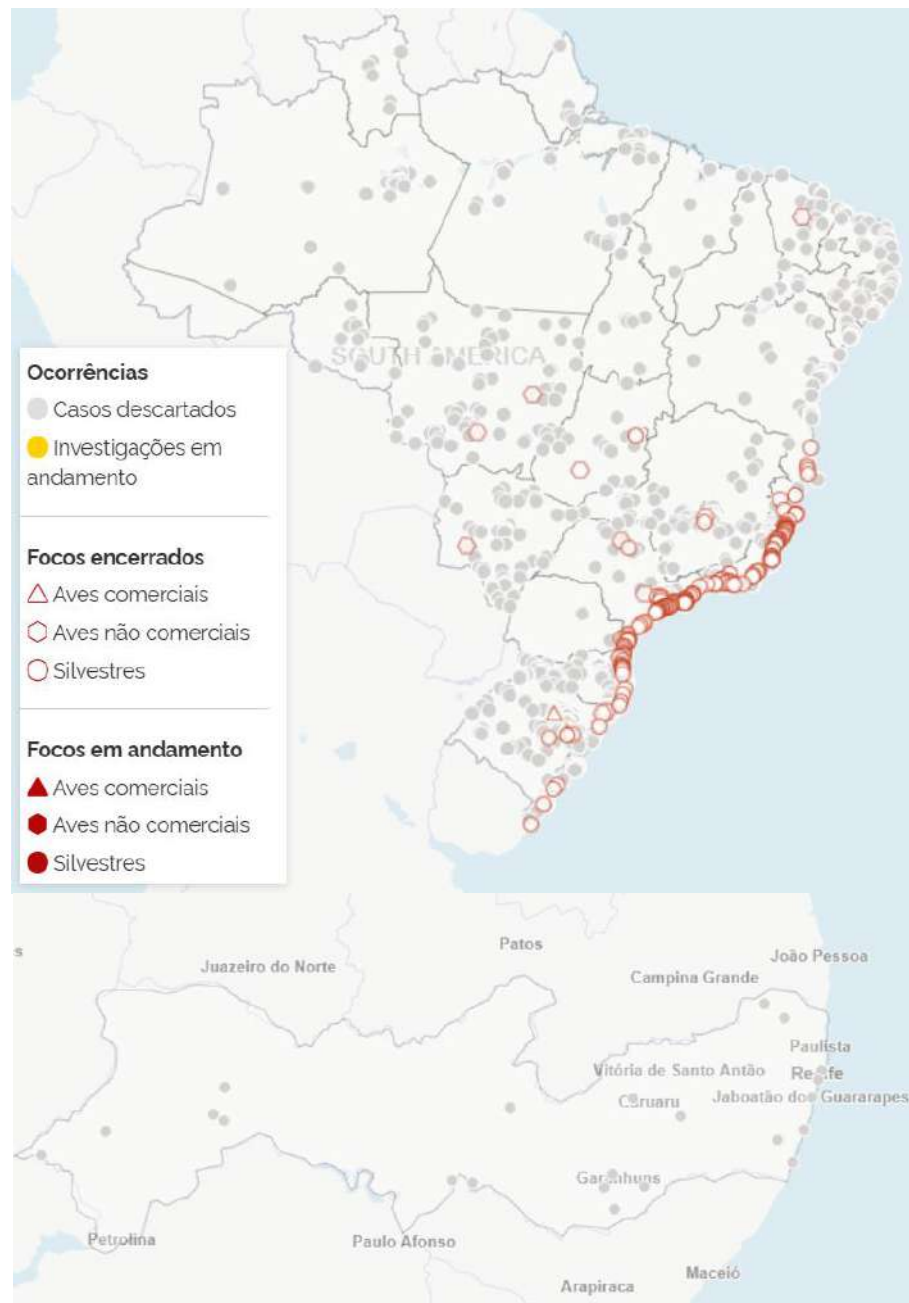 SOUTH AMERICA
Ocorrências
Casos descartados
Investigações em
andamento
Focos encerrados
Aves comerciais
Aves não comerciais
Silvestres
Focos em andamento
Aves comerciais
Aves não comerciais
Silvestres
s
Patos
João Pessoa
Juazeiro do Norte
Campina Grande
Paulista
Vitória de Santo Antão
Recife
Caruaru
Jaboatão dos Guararapes
Garanhuns
Petrolina
Paulo Afonso
Maceió
Arapiraca